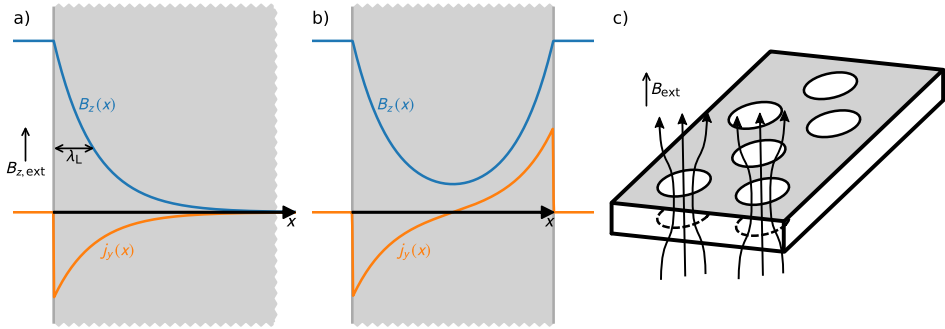 a)
b)
c)
B_ext
B_z(x)
B_z(x)
λ_L
B_z,ext
x
x
j_y(x)
j_y(x)